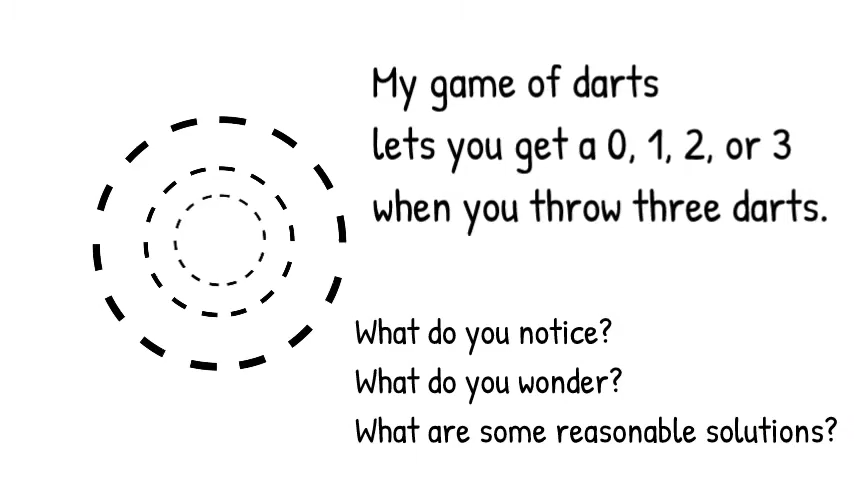 My game of darts
lets you get a 0, 1, 2, or 3
when you throw three darts.
What do you notice?
What do you wonder?
What are some reasonable solutions?